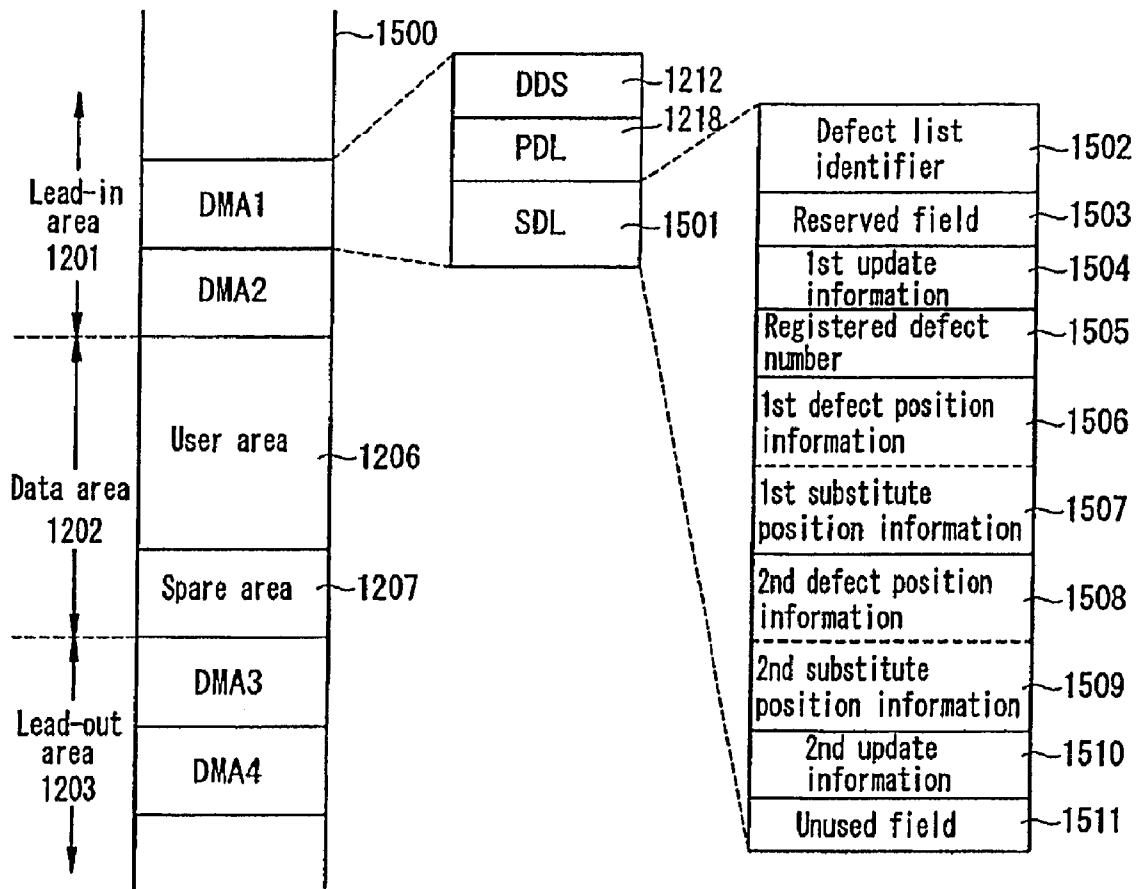 1500
Lead-in
area
1201
DMA1
DMA2
Data area
1202
User area
1206
Spare area
1207
Lead-out
area
1203
DMA3
DMA4
DDS
1212
PDL
1218
SDL
1501
Defect list
identifier
1502
Reserved field
1503
1st update
information
1504
Registered defect
number
1505
1st defect position
information
1506
1st substitute
position information
1507
2nd defect position
information
1508
2nd substitute
position information
1509
2nd update
information
1510
Unused field
1511